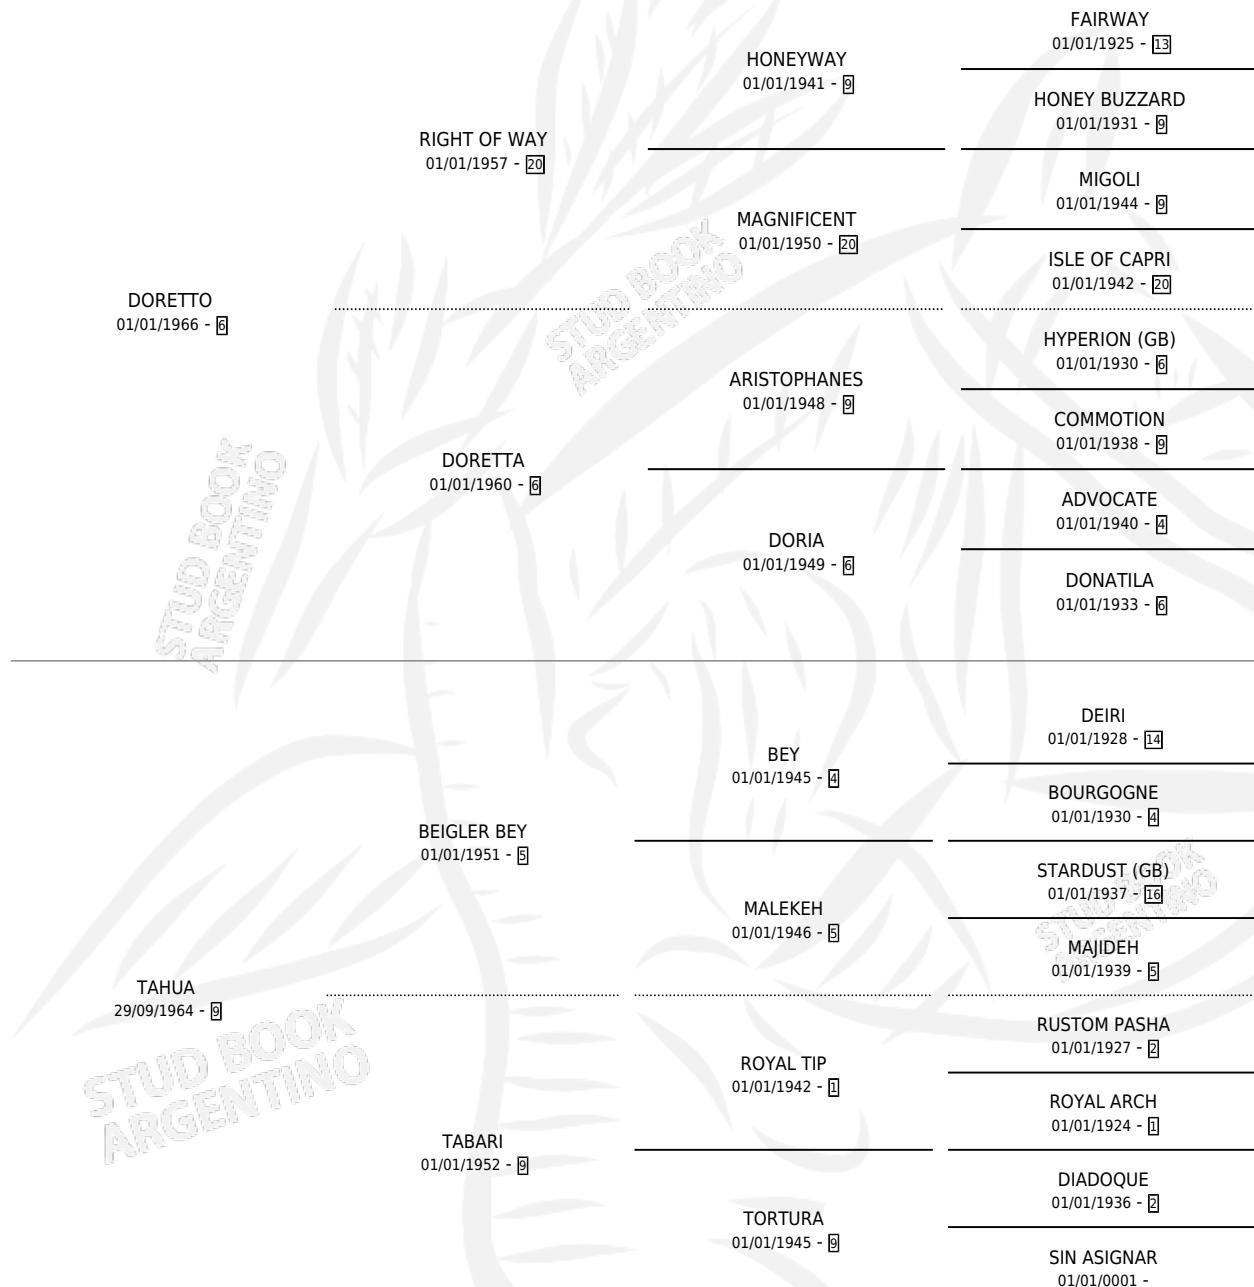 FAIRWAY
01/01/1925 - 13
HONEYWAY
01/01/1941 - 9
HONEY BUZZARD
01/01/1931 - 9
RIGHT OF WAY
01/01/1957 - 20
MIGOLI
01/01/1944 - 9
MAGNIFICENT
01/01/1950 - 20
ISLE OF CAPRI
01/01/1942 - 20
DORETTO
01/01/1966 - 6
HYPERION (GB)
01/01/1930 - 6
ARISTOPHANES
01/01/1948 - 9
COMMOTION
01/01/1938 - 9
DORETTA
01/01/1960 - 6
ADVOCATE
01/01/1940 - 4
DORIA
01/01/1949 - 6
DONATILA
01/01/1933 - 6
DEIRI
01/01/1928 - 14
BEY
01/01/1945 - 4
BOURGOGNE
01/01/1930 - 4
BEIGLER BEY
01/01/1951 - 5
STARDUST (GB)
01/01/1937 - 16
MALEKEH
01/01/1946 - 5
MAJIDEH
01/01/1939 - 5
TAHUA
29/09/1964 - 9
RUSTOM PASHA
01/01/1927 - 2
ROYAL TIP
01/01/1942 - 1
ROYAL ARCH
01/01/1924 - 1
TABARI
01/01/1952 - 9
DIADOQUE
01/01/1936 - 2
TORTURA
01/01/1945 - 9
SIN ASIGNAR
01/01/0001 -
STUD BOOK
ARGENTINO
STUD BOOK
ARGENTINO
STUD BOOK
ARGENTINO
STUD BOOK
ARGENTINO